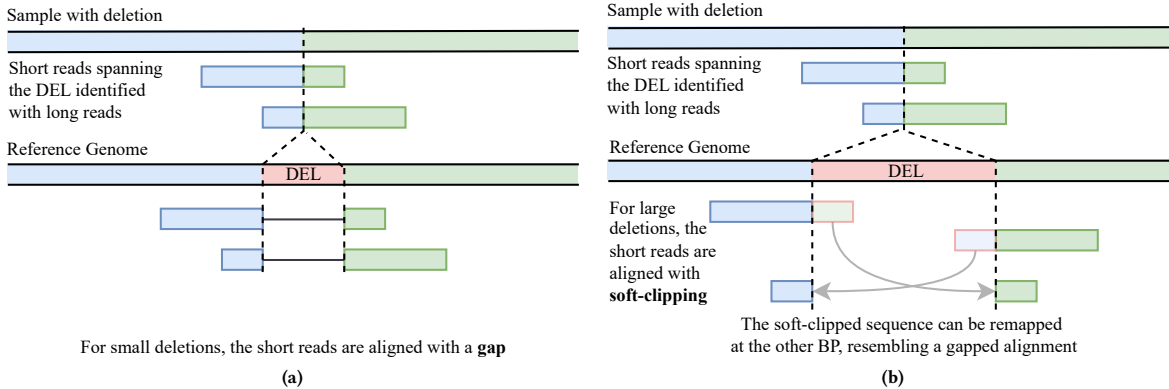 Sample with deletion
Short reads spanning
the DEL identified
with long reads
Reference Genome
DEL
For small deletions, the short reads are aligned with a gap
(a)
Sample with deletion
Short reads spanning
the DEL identified
with long reads
Reference Genome
DEL
For large
deletions, the
short reads are
aligned with
soft-clipping
The soft-clipped sequence can be remapped
at the other BP, resembling a gapped alignment
(b)